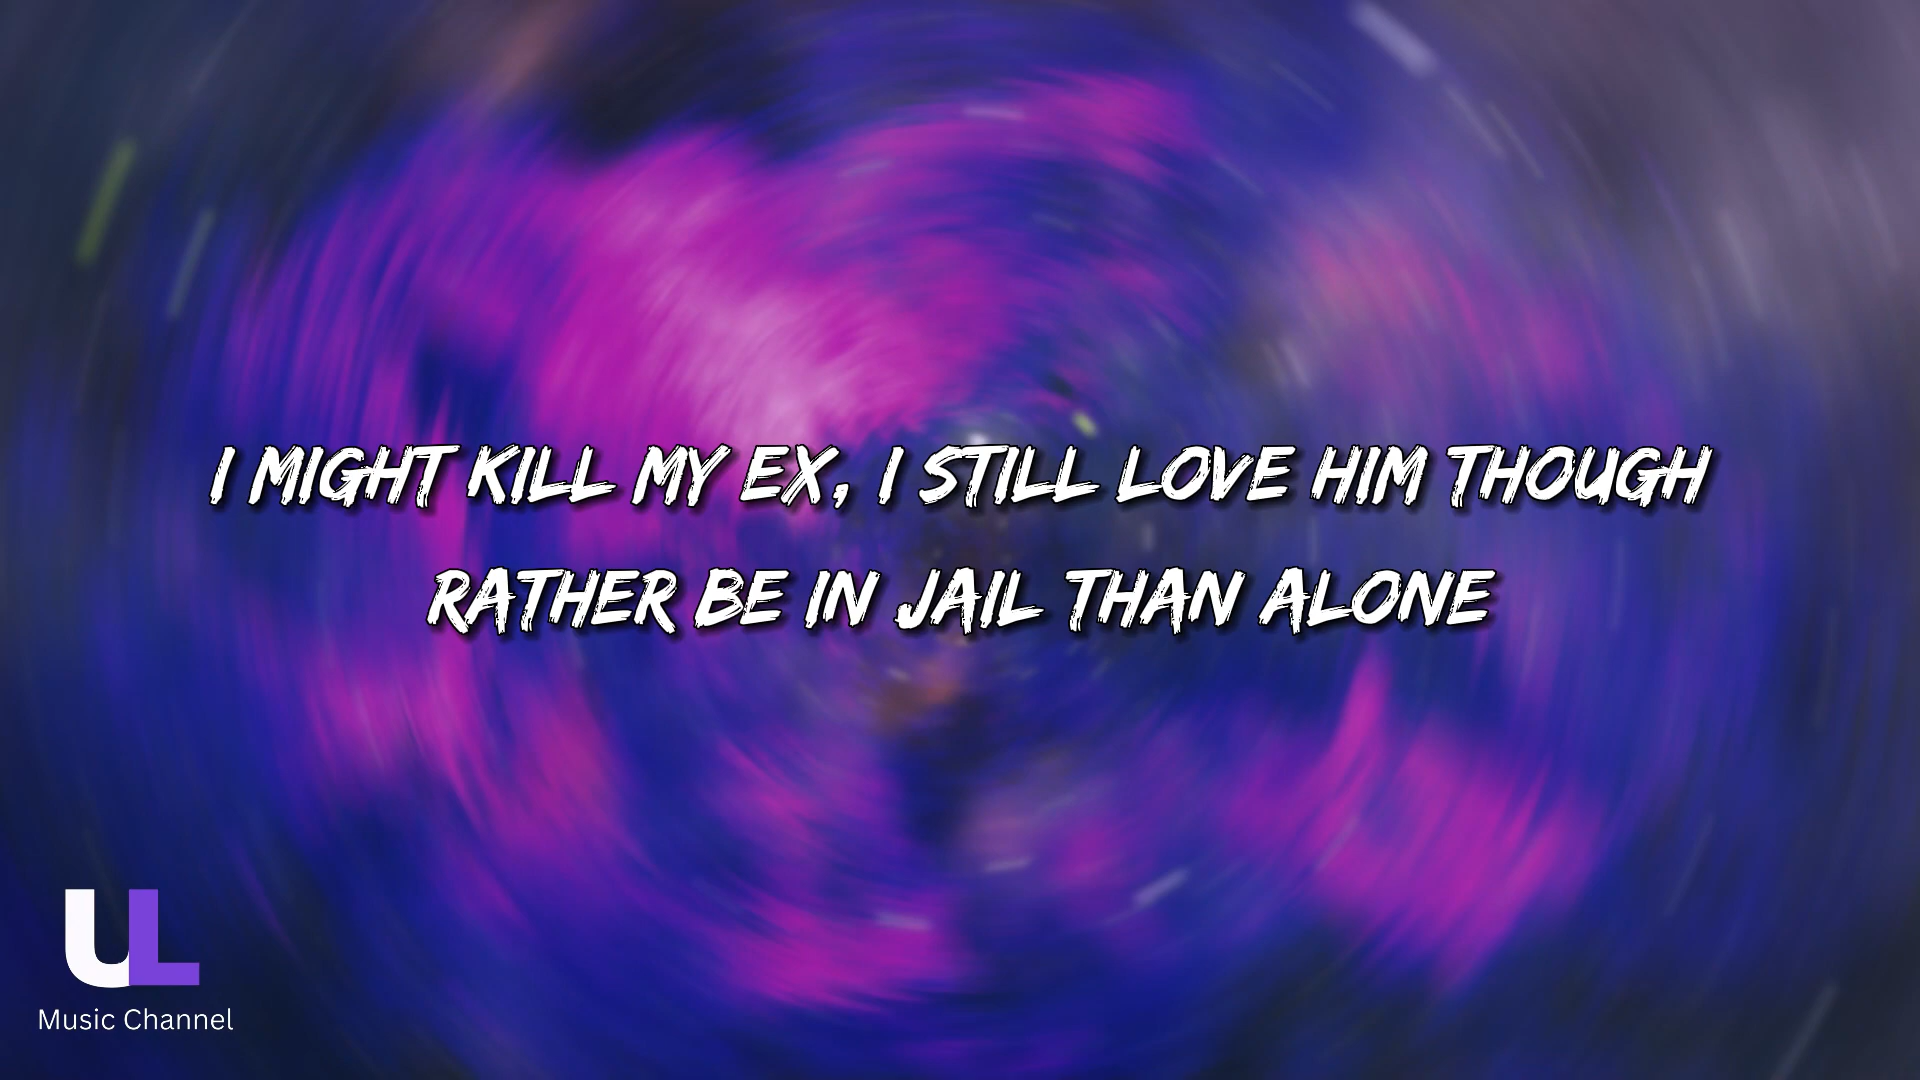 I MIGHT KILL MY EX, I STILL LOVE HIM THOUGH
RATHER BE IN JAIL THAN ALONE
UL
Music Channel